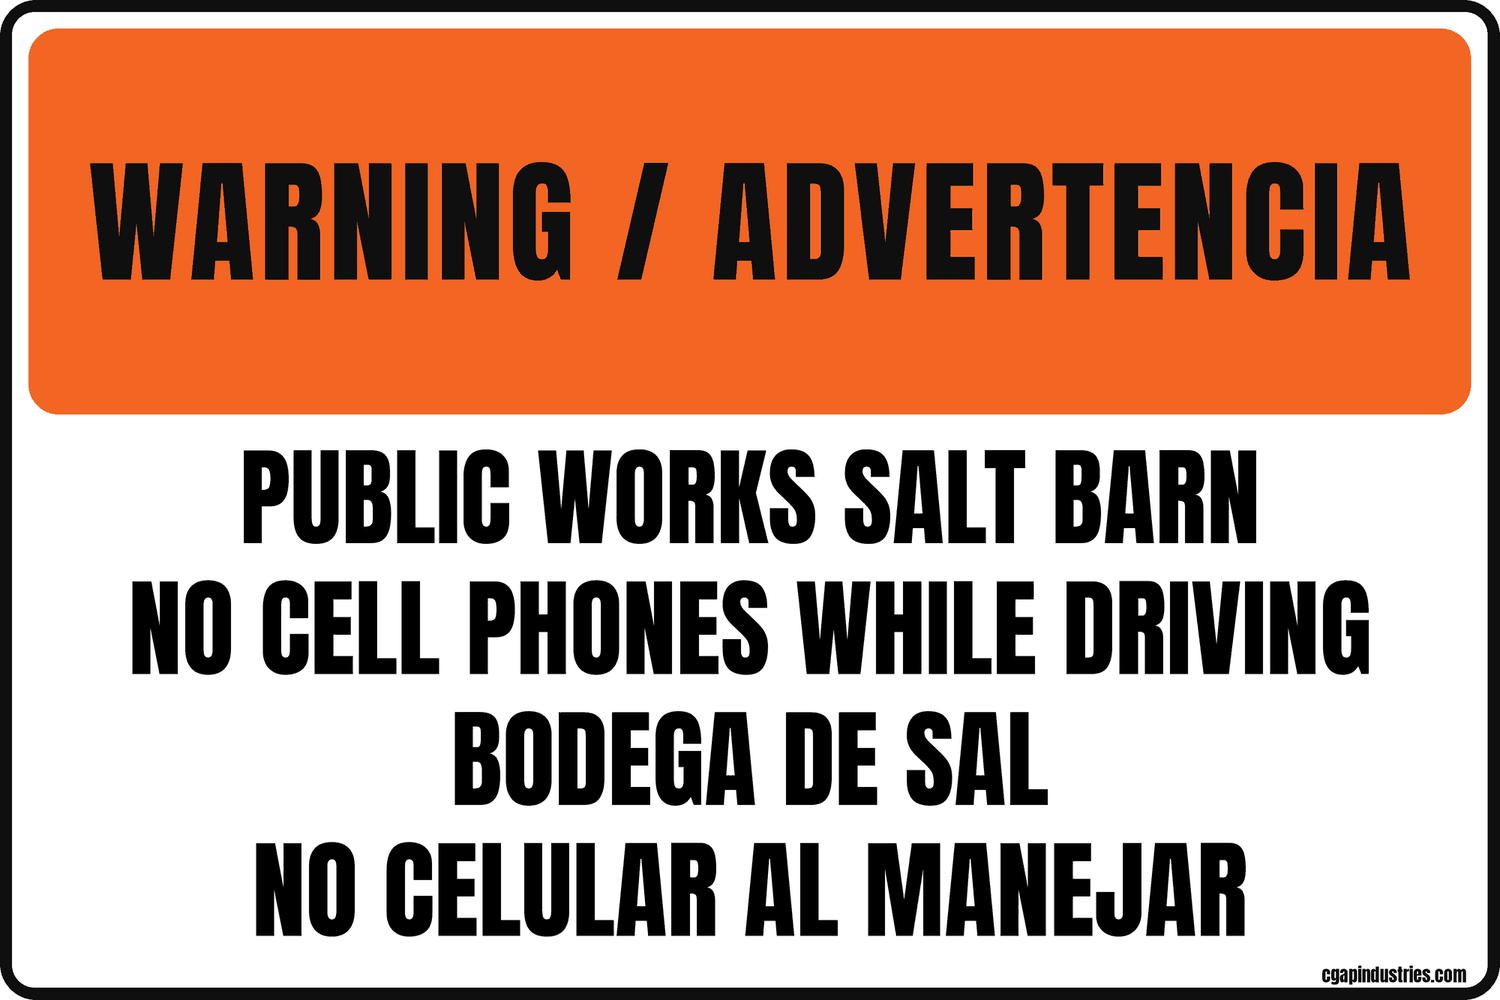 WARNING / ADVERTENCIA
PUBLIC WORKS SALT BARN
NO CELL PHONES WHILE DRIVING
BODEGA DE SAL
NO CELULAR AL MANEJAR
cgapindustries.com